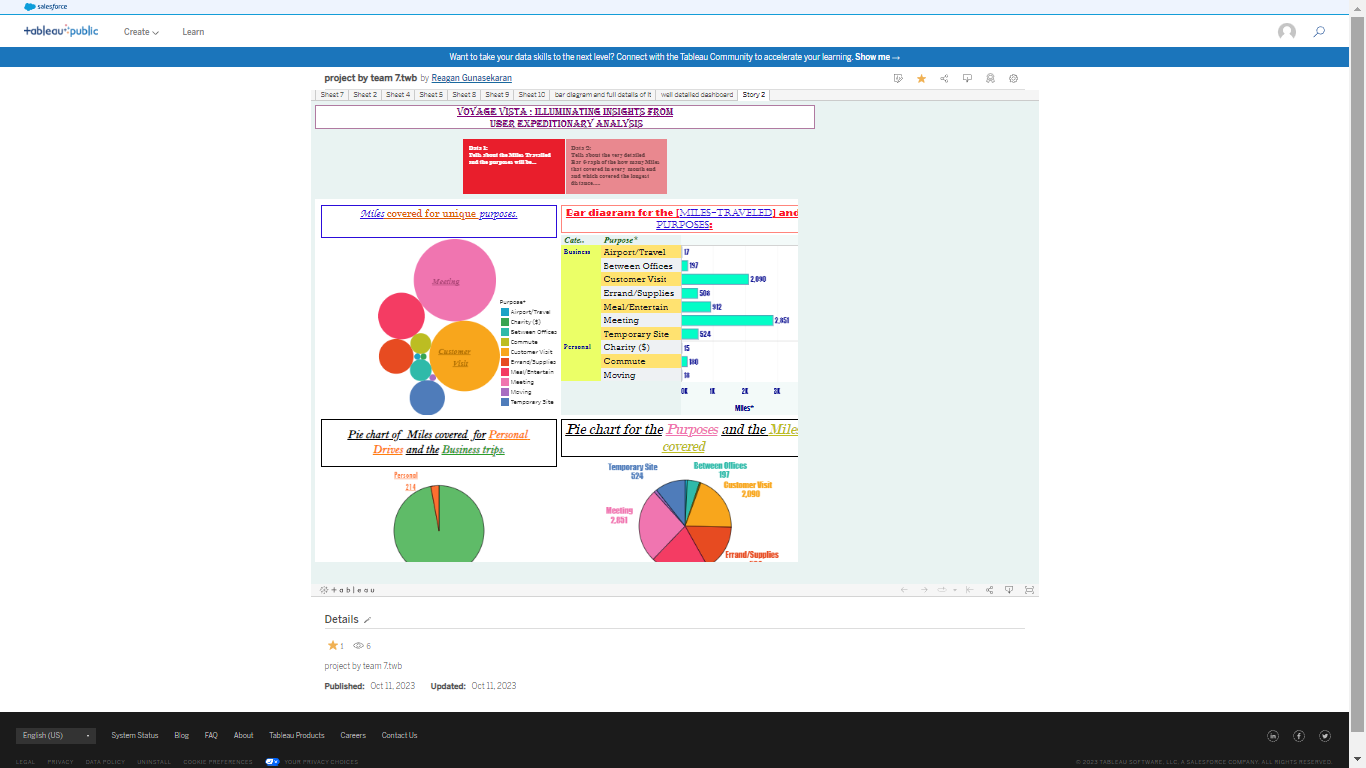 salesforce
+ableau public
Create
Learn
Want to take your data skills to the next level? Connect with the Tableau Community to accelerate your learning. Show me →
project by team 7.twb by Reagan Gunasekaran
Sheet 7 Sheet 2 Sheet 4 Sheet 5 Sheet 8 Sheet 9 Sheet 10 bar diagram and full details of it well detailed dashboard Story 2
VOYAGE VISTA : ILLUMINATING INSIGHTS FROM
UBER EXPEDITIONARY ANALYSIS
Data 1:
Talk about the Miles Travelled
and the purposes will be...
Data 2:
Talk about the very detailed
Bar Graph of the how many Miles
that covered in every month and
and which covered the longest
distance....
Miles covered for unique purposes.
Meeting
Customer
Visit
Purpose*
Airport/Travel
Charity ($)
Between Offices
Commute
Customer Visit
Errand/Supplies
Meal/Entertain
Meeting
Moving
Temporary Site
Bar diagram for the [MILES-TRAVELED] and
PURPOSES:
Cate.. Purpose*
Business Airport/Travel 17
Between Offices 197
Customer Visit 2,090
Errand/Supplies 508
Meal/Entertain 912
Meeting 2,851
Temporary Site 524
Personal Charity ($) 15
Commute 180
Moving 18
0K 1K 2K 3K
Miles*
Pie chart of Miles covered for Personal
Drives and the Business trips.
Personal
214
Pie chart for the Purposes and the Miles
covered
Temporary Site
524
Between Offices
197
Customer Visit
2,090
Meeting
2,851
Errand/Supplies
+ a b l e a u
Details
1 6
project by team 7.twb
Published: Oct 11, 2023 Updated: Oct 11, 2023
English (US)
System Status Blog FAQ About Tableau Products Careers Contact Us
LEGAL PRIVACY DATA POLICY UNINSTALL COOKIE PREFERENCES YOUR PRIVACY CHOICES
© 2023 TABLEAU SOFTWARE, LLC, A SALESFORCE COMPANY. ALL RIGHTS RESERVED.